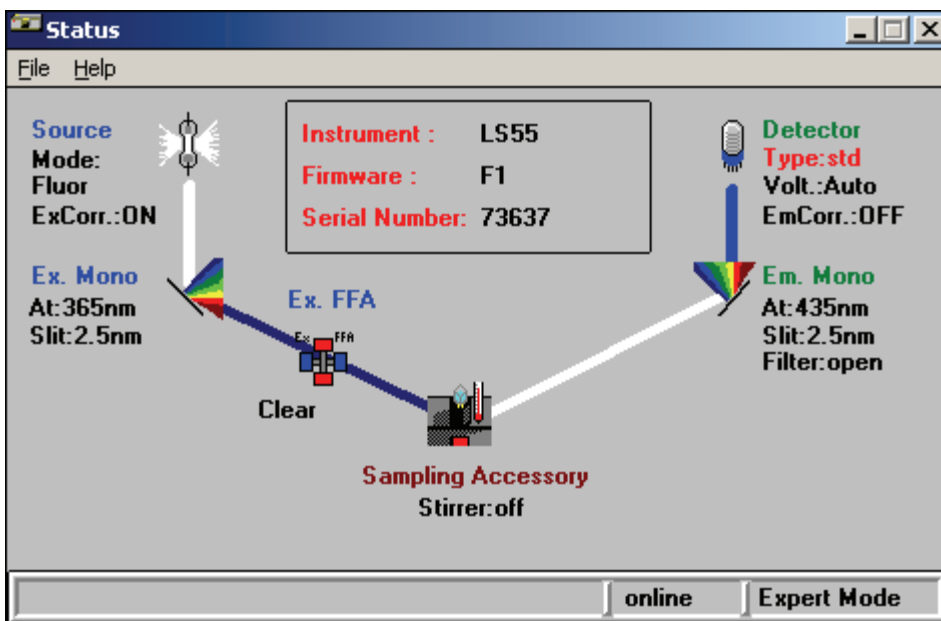 Status
File Help
Source
Mode:
Fluor
ExCorr.:ON
Instrument : LS55
Firmware : F1
Serial Number: 73637
Detector
Type:std
Volt.:Auto
EmCorr.:OFF
Ex. Mono
At:365nm
Slit:2.5nm
Ex. FFA
Ex FFA
Clear
Em. Mono
At:435nm
Slit:2.5nm
Filter:open
Sampling Accessory
Stirrer:off
online
Expert Mode